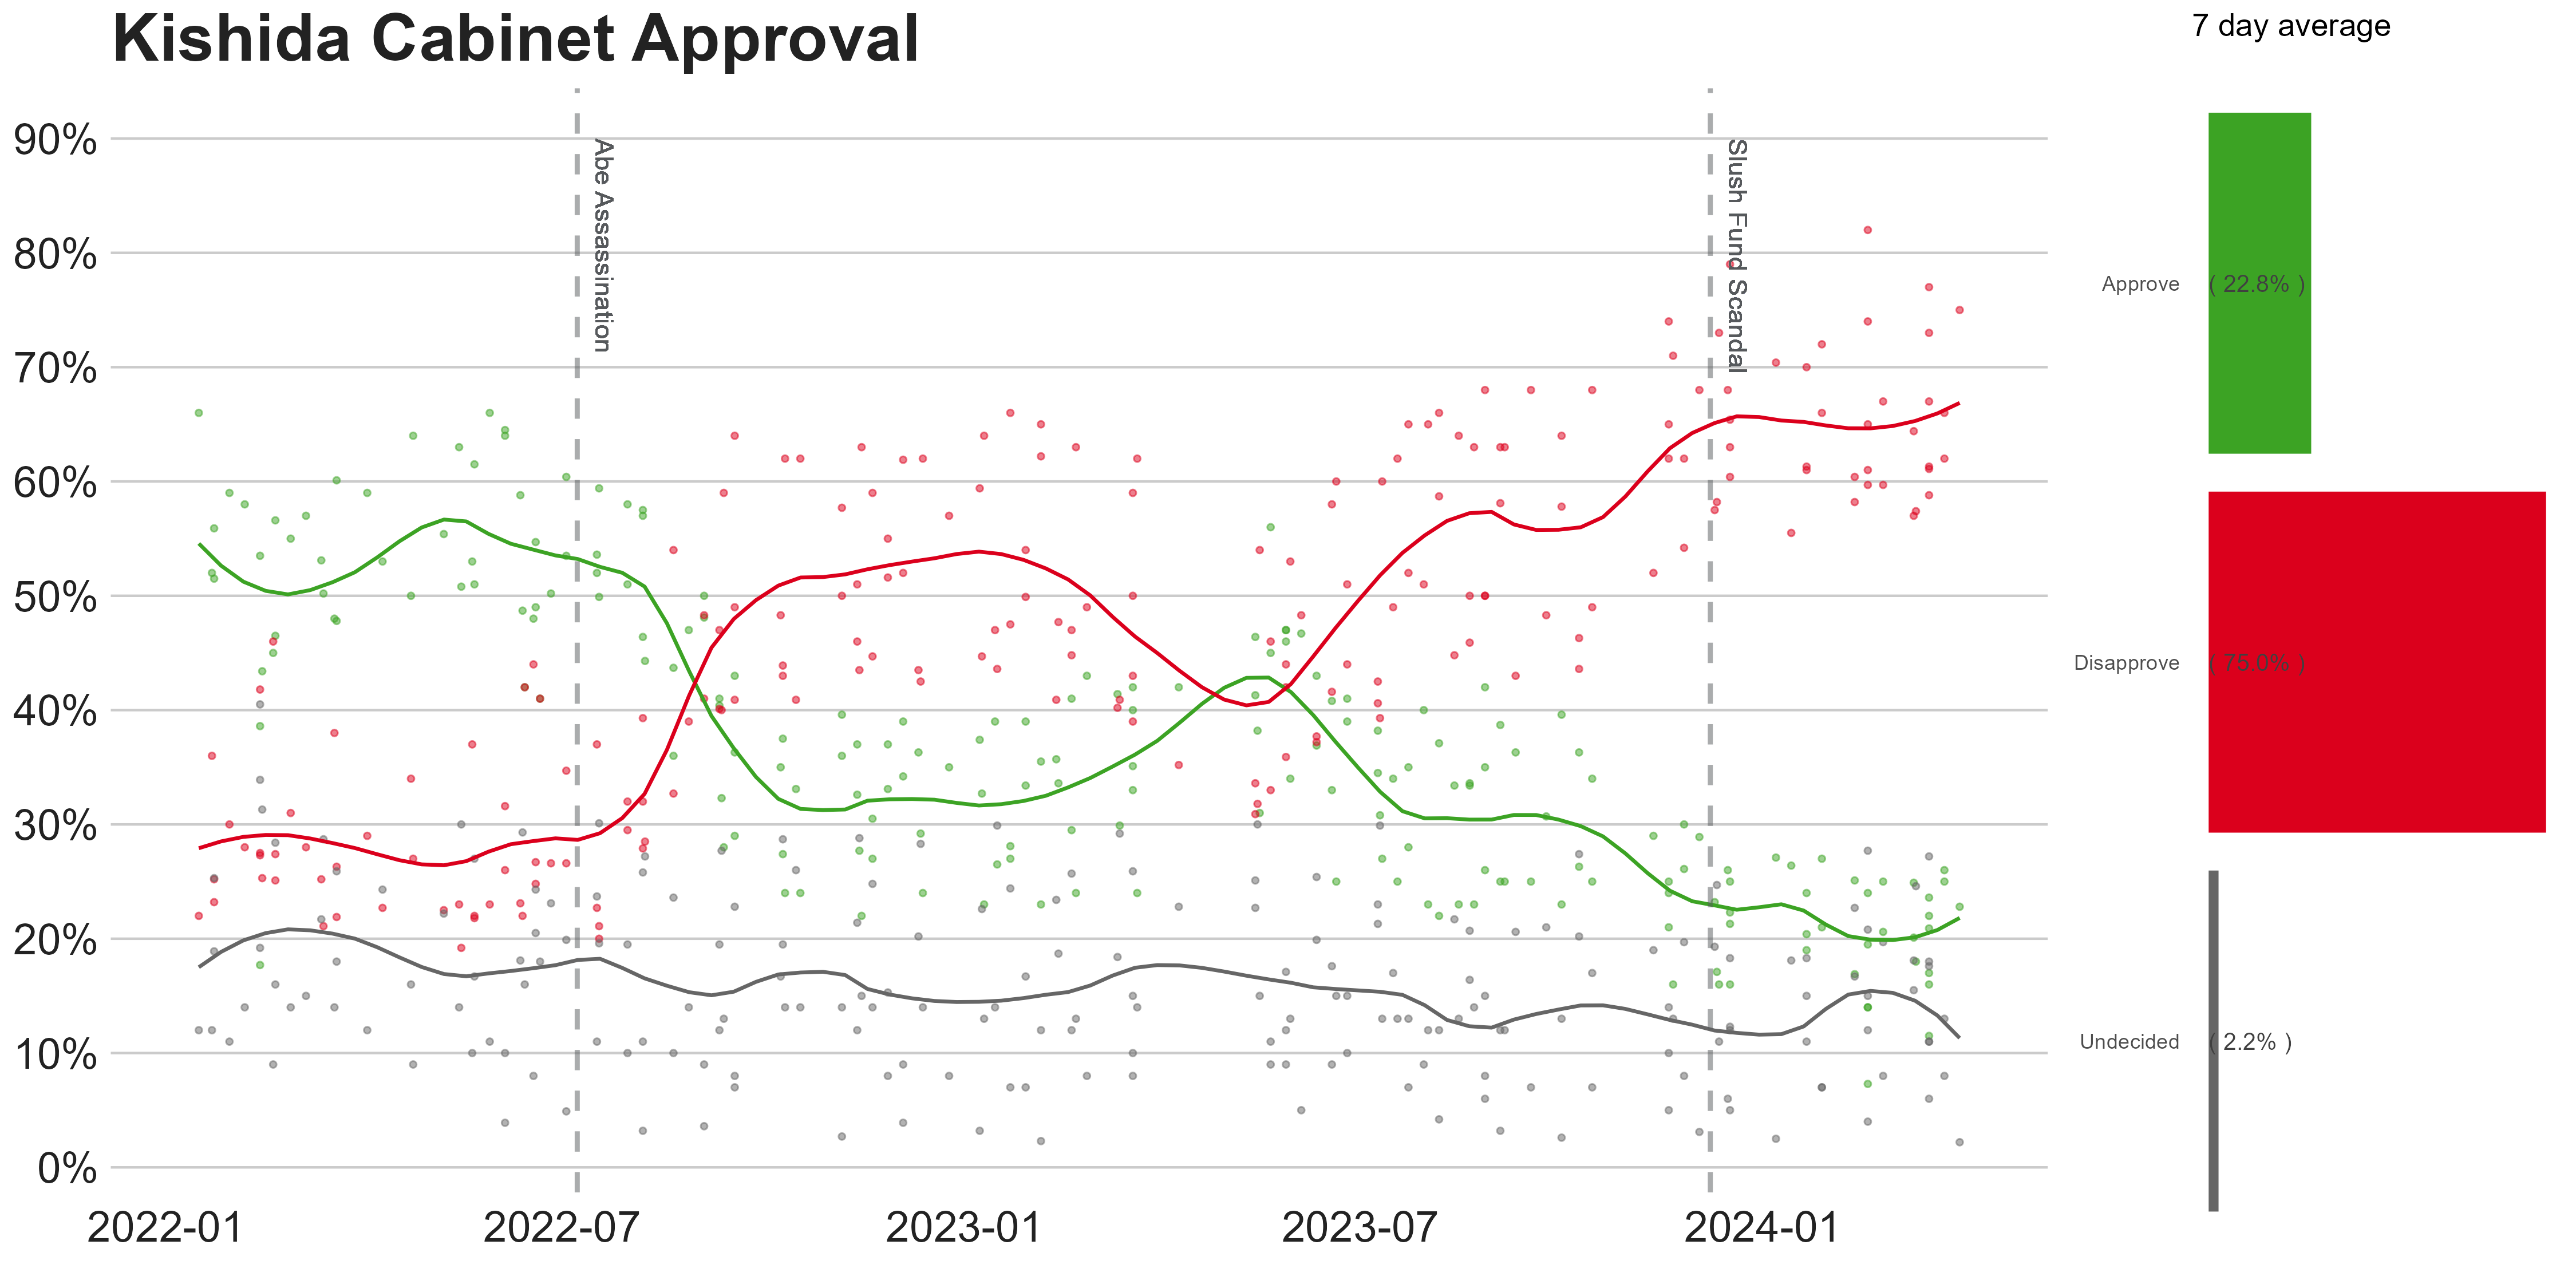 Kishida Cabinet Approval
7 day average
90%
80%
70%
60%
50%
40%
30%
20%
10%
0%
Abe Assassination
Slush Fund Scandal
2022-01
2022-07
2023-01
2023-07
2024-01
Approve
( 22.8% )
Disapprove
( 75.0% )
Undecided
( 2.2% )